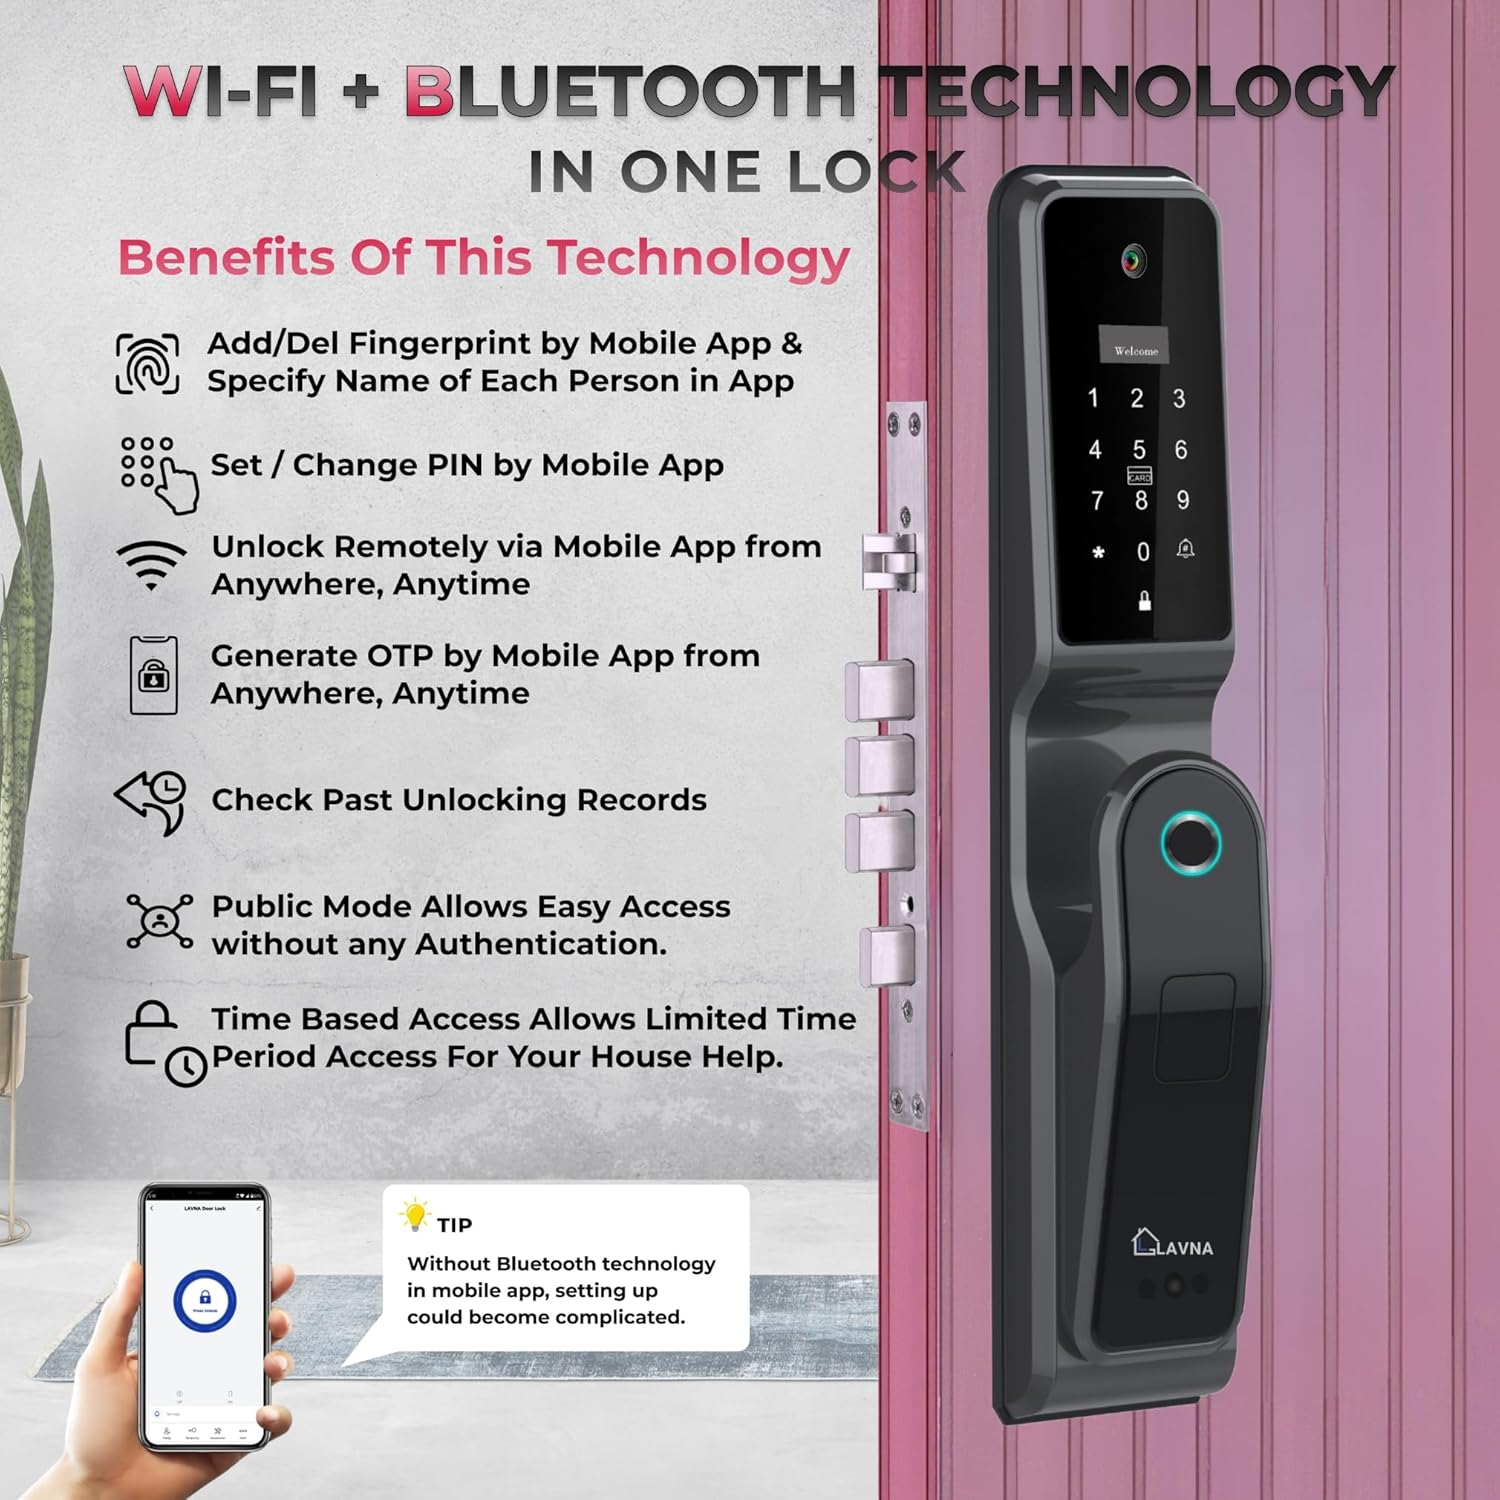 WI-FI + BLUETOOTH TECHNOLOGY
IN ONE LOCK
Benefits Of This Technology
Add/Del Fingerprint by Mobile App &
Specify Name of Each Person in App
Set / Change PIN by Mobile App
Unlock Remotely via Mobile App from
Anywhere, Anytime
Generate OTP by Mobile App from
Anywhere, Anytime
Check Past Unlocking Records
Public Mode Allows Easy Access
without any Authentication.
Time Based Access Allows Limited Time
Period Access For Your House Help.
TIP
Without Bluetooth technology
in mobile app, setting up
could become complicated.
LAVNA Door Lock
Press Unlock
Welcome
1 2 3
4 5 6
CARD
7 8 9
* 0 #
LAVNA